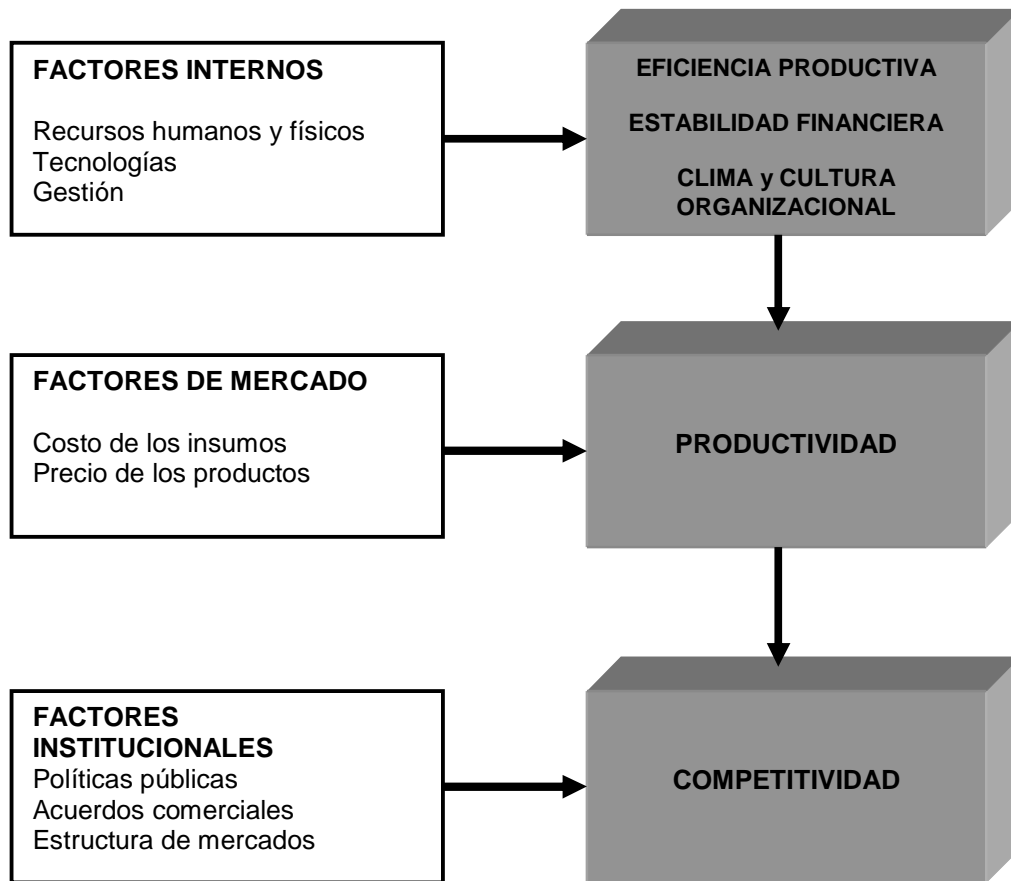 FACTORES INTERNOS
Recursos humanos y físicos
Tecnologías
Gestión
EFICIENCIA PRODUCTIVA
ESTABILIDAD FINANCIERA
CLIMA y CULTURA
ORGANIZACIONAL
FACTORES DE MERCADO
Costo de los insumos
Precio de los productos
PRODUCTIVIDAD
FACTORES
INSTITUCIONALES
Políticas públicas
Acuerdos comerciales
Estructura de mercados
COMPETITIVIDAD